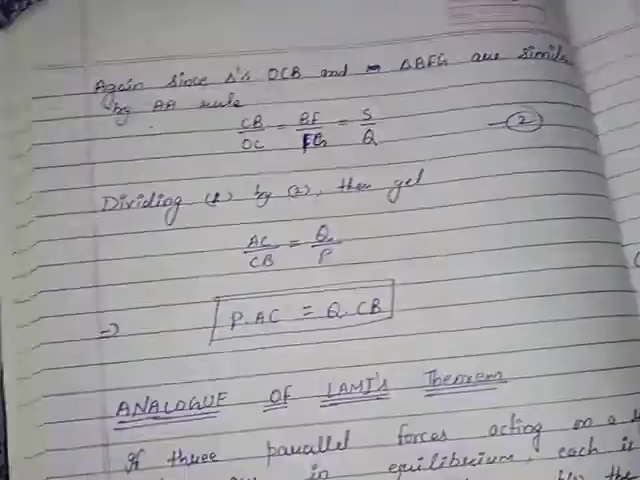 Again since Δ's OCB and ΔBFG are simila
by AA rule
CB/OC = BF/FG = S/Q —②
Dividing (1) by (2), then get
AC/CB = Q/P
⇒ P.AC = Q.CB
ANALOGUE OF LAMI'S Theorem
If three parallel forces acting on a
in equilibrium, each is
the